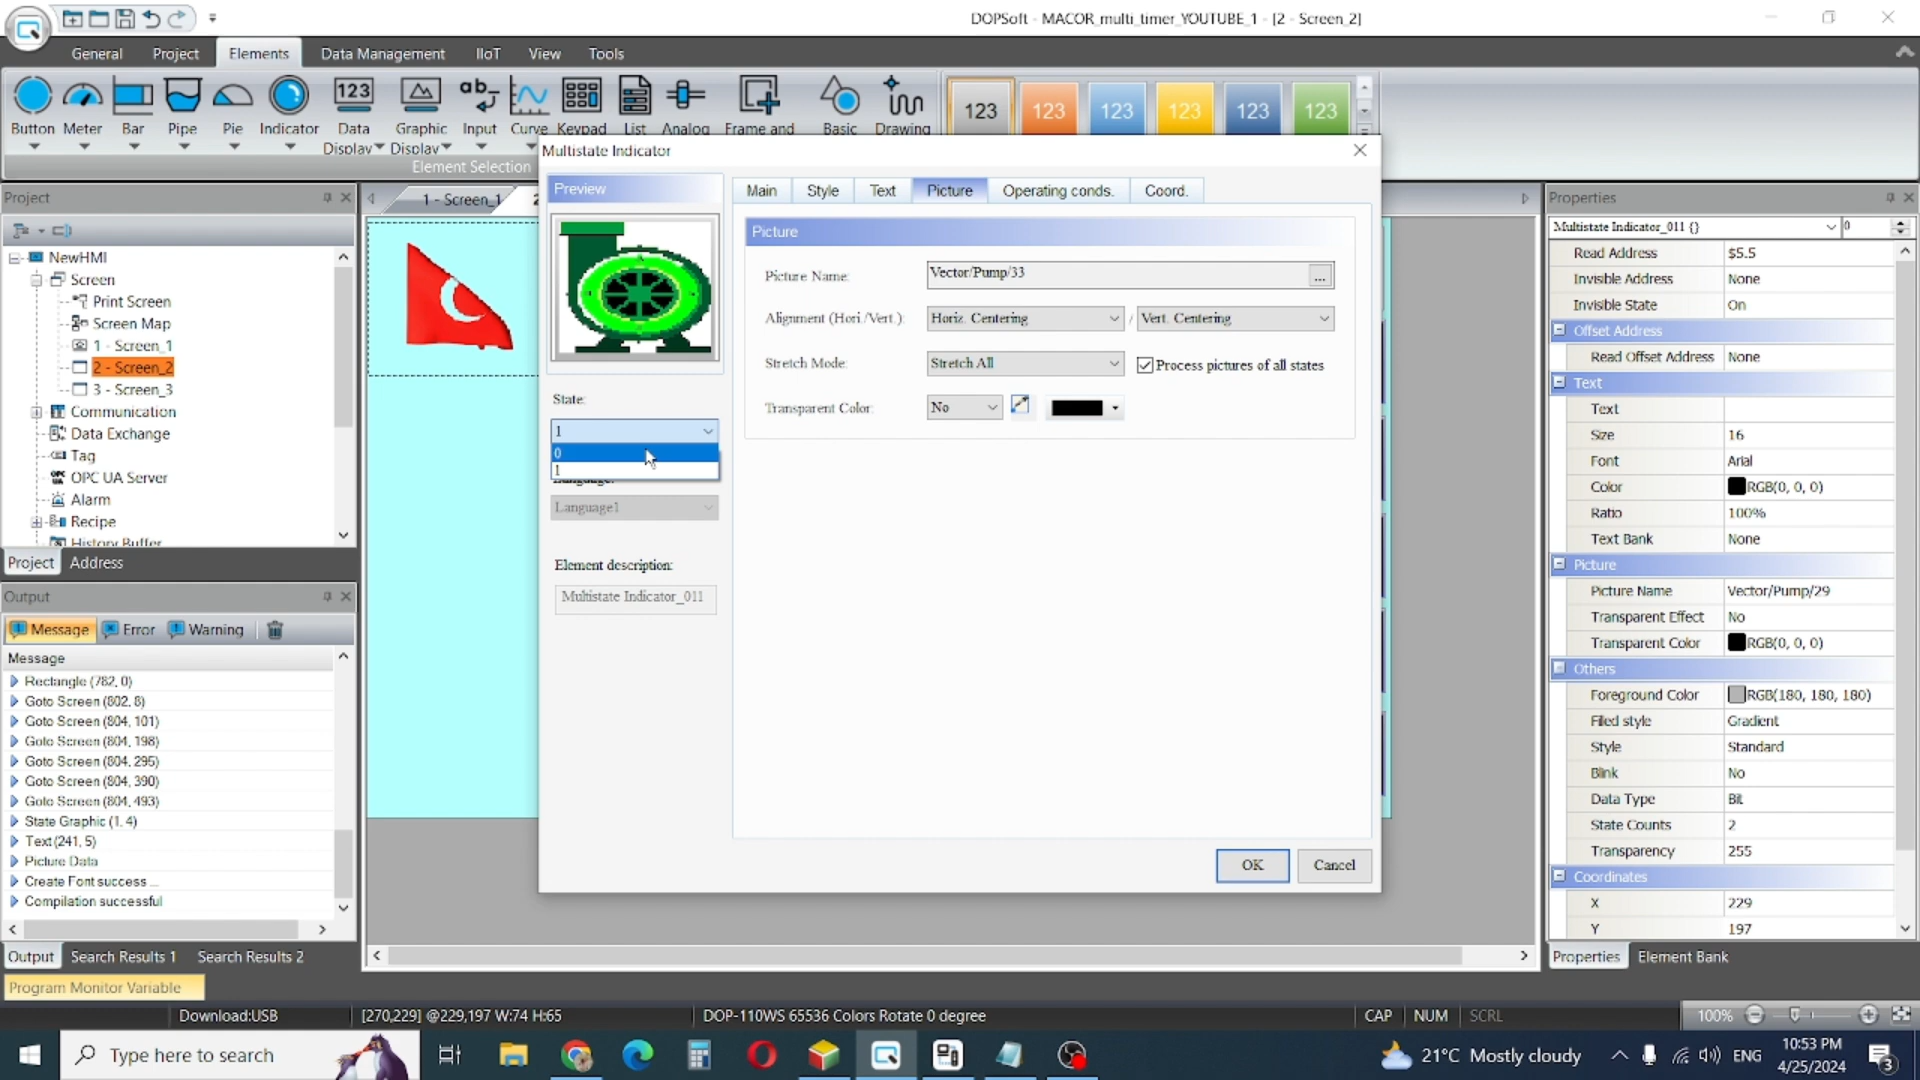 DOPSoft - MACOR_multi_timer_YOUTUBE_1 - [2 - Screen_2]
General Project Elements Data Management IIoT View Tools
Button Meter Bar Pipe Pie Indicator Data Display Graphic Display Input Curve Keypad List Analog Frame and Basic Drawing
123 123 123 123 123 123 123
Element Selection
Project
NewHMI
Screen
Print Screen
Screen Map
1 - Screen_1
2 - Screen_2
3 - Screen_3
Communication
Data Exchange
Tag
OPC UA Server
Alarm
Recipe
History Buffer
Project Address
Output
Message Error Warning
Message
Rectangle (782, 0)
Goto Screen (802, 8)
Goto Screen (804, 101)
Goto Screen (804, 198)
Goto Screen (804, 295)
Goto Screen (804, 390)
Goto Screen (804, 493)
State Graphic (1, 4)
Text (241, 5)
Picture Data
Create Font success ...
Compilation successful
Output Search Results 1 Search Results 2
Program Monitor Variable
1 - Screen_1 2
Multistate Indicator
Preview
State:
1
0
1
Language:
Language1
Element description:
Multistate Indicator_011
Main Style Text Picture Operating conds. Coord.
Picture
Picture Name: Vector/Pump/33 ...
Alignment (Hori./Vert.): Horiz. Centering / Vert. Centering
Stretch Mode: Stretch All Process pictures of all states
Transparent Color: No
OK Cancel
Properties
Multistate Indicator_011 {} 0
Read Address $5.5
Invisible Address None
Invisible State On
Offset Address
Read Offset Address None
Text
Text
Size 16
Font Arial
Color RGB(0, 0, 0)
Ratio 100%
Text Bank None
Picture
Picture Name Vector/Pump/29
Transparent Effect No
Transparent Color RGB(0, 0, 0)
Others
Foreground Color RGB(180, 180, 180)
Filed style Gradient
Style Standard
Blink No
Data Type Bit
State Counts 2
Transparency 255
Coordinates
X 229
Y 197
Properties Element Bank
Download:USB [270,229] @229,197 W:74 H:65 DOP-110WS 65536 Colors Rotate 0 degree CAP NUM SCRL 100%
Type here to search 21°C Mostly cloudy ENG 10:53 PM
4/25/2024 3